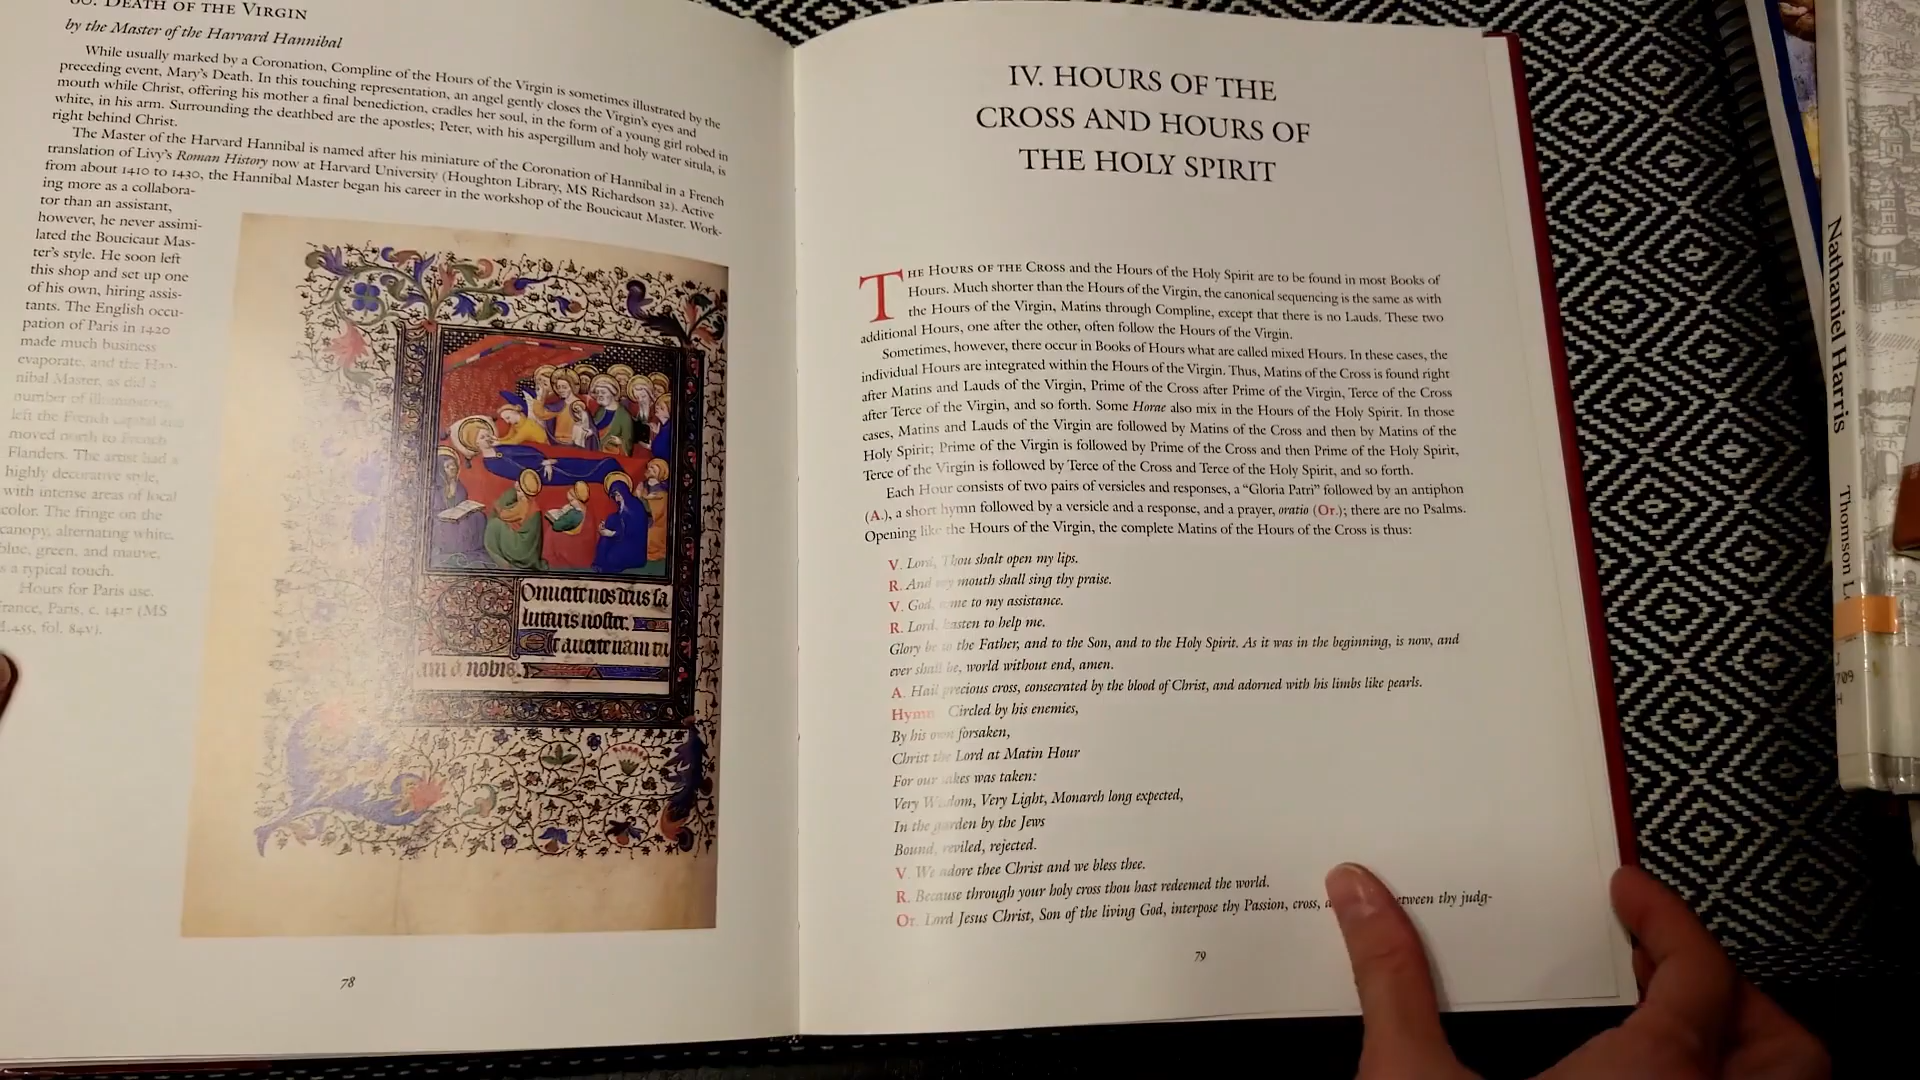 DEATH OF THE VIRGIN
by the Master of the Harvard Hannibal
While usually marked by a Coronation, Compline of the Hours of the Virgin is sometimes illustrated by the
preceding event, Mary's Death. In this touching representation, an angel gently closes the Virgin's eyes and
mouth while Christ, offering his mother a final benediction, cradles her soul, in the form of a young girl robed in
white, in his arm. Surrounding the deathbed are the apostles; Peter, with his aspergillum and holy water situla, is
right behind Christ.
The Master of the Harvard Hannibal is named after his miniature of the Coronation of Hannibal in a French
translation of Livy's Roman History now at Harvard University (Houghton Library, MS Richardson 32). Active
from about 1410 to 1430, the Hannibal Master began his career in the workshop of the Boucicaut Master. Work-
ing more as a collabora-
tor than an assistant,
however, he never assimi-
lated the Boucicaut Mas-
ter's style. He soon left
this shop and set up one
of his own, hiring assis-
tants. The English occu-
pation of Paris in 1420
made much business
evaporate, and the Han-
nibal Master, as did a
number of illuminators,
left the French capital and
moved north to French
Flanders. The artist had a
highly decorative style,
with intense areas of local
color. The fringe on the
canopy, alternating white,
blue, green, and mauve,
s a typical touch.
Hours for Paris use.
France, Paris, c. 1417 (MS
M.455, fol. 84v).
Onuerte nos deus sa
lutaris noster.
Et auerte iram tu
am a nobis.
78
IV. HOURS OF THE
CROSS AND HOURS OF
THE HOLY SPIRIT
THE HOURS OF THE CROSS and the Hours of the Holy Spirit are to be found in most Books of
Hours. Much shorter than the Hours of the Virgin, the canonical sequencing is the same as with
the Hours of the Virgin, Matins through Compline, except that there is no Lauds. These two
additional Hours, one after the other, often follow the Hours of the Virgin.
Sometimes, however, there occur in Books of Hours what are called mixed Hours. In these cases, the
individual Hours are integrated within the Hours of the Virgin. Thus, Matins of the Cross is found right
after Matins and Lauds of the Virgin, Prime of the Cross after Prime of the Virgin, Terce of the Cross
after Terce of the Virgin, and so forth. Some Horae also mix in the Hours of the Holy Spirit. In those
cases, Matins and Lauds of the Virgin are followed by Matins of the Cross and then by Matins of the
Holy Spirit; Prime of the Virgin is followed by Prime of the Cross and then Prime of the Holy Spirit,
Terce of the Virgin is followed by Terce of the Cross and Terce of the Holy Spirit, and so forth.
Each Hour consists of two pairs of versicles and responses, a "Gloria Patri" followed by an antiphon
(A.), a short hymn followed by a versicle and a response, and a prayer, oratio (Or.); there are no Psalms.
Opening like the Hours of the Virgin, the complete Matins of the Hours of the Cross is thus:
V. Lord, Thou shalt open my lips.
R. And my mouth shall sing thy praise.
V. God, come to my assistance.
R. Lord, hasten to help me.
Glory be to the Father, and to the Son, and to the Holy Spirit. As it was in the beginning, is now, and
ever shall be, world without end, amen.
A. Hail precious cross, consecrated by the blood of Christ, and adorned with his limbs like pearls.
Hymn Circled by his enemies,
By his own forsaken,
Christ the Lord at Matin Hour
For our sakes was taken:
Very Wisdom, Very Light, Monarch long expected,
In the garden by the Jews
Bound, reviled, rejected.
V. We adore thee Christ and we bless thee.
R. Because through your holy cross thou hast redeemed the world.
Or. Lord Jesus Christ, Son of the living God, interpose thy Passion, cross, thy judg-
79
Nathaniel Harris
Thomson
J
709
H